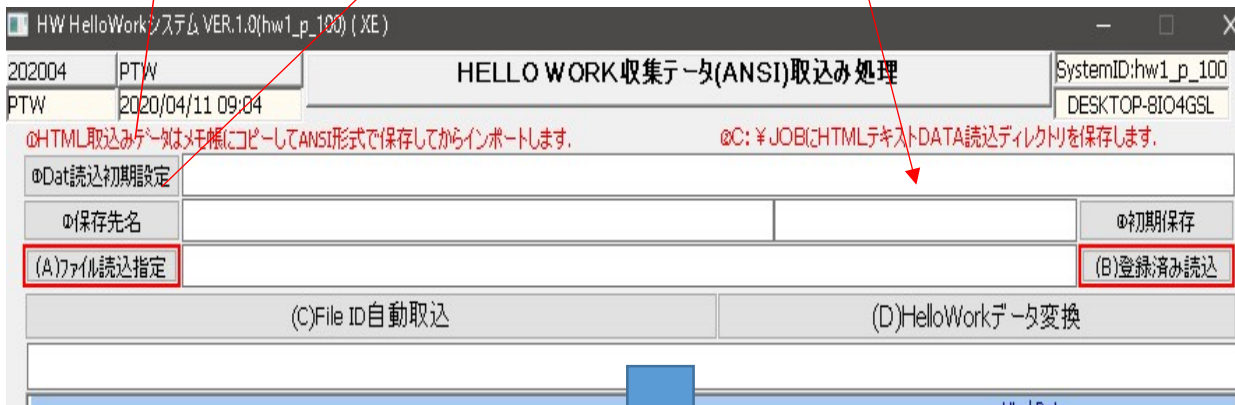 HW HelloWorkシステム VER.1.0(hw1_p_100) ( XE )
202004 PTW HELLO WORK収集データ(ANSI)取込み処理 SystemID:hw1_p_100
PTW 2020/04/11 09:04 DESKTOP-8IO4GSL
①HTML取込みデータはメモ帳にコピーしてANSI形式で保存してからインポートします. ②C:￥JOBにHTMLテキストDATA読込ディレクトリを保存します.
①Dat読込初期設定
①保存先名 ①初期保存
(A)ファイル読込指定 (B)登録済み読込
(C)File ID自動取込 (D)HelloWorkデータ変換